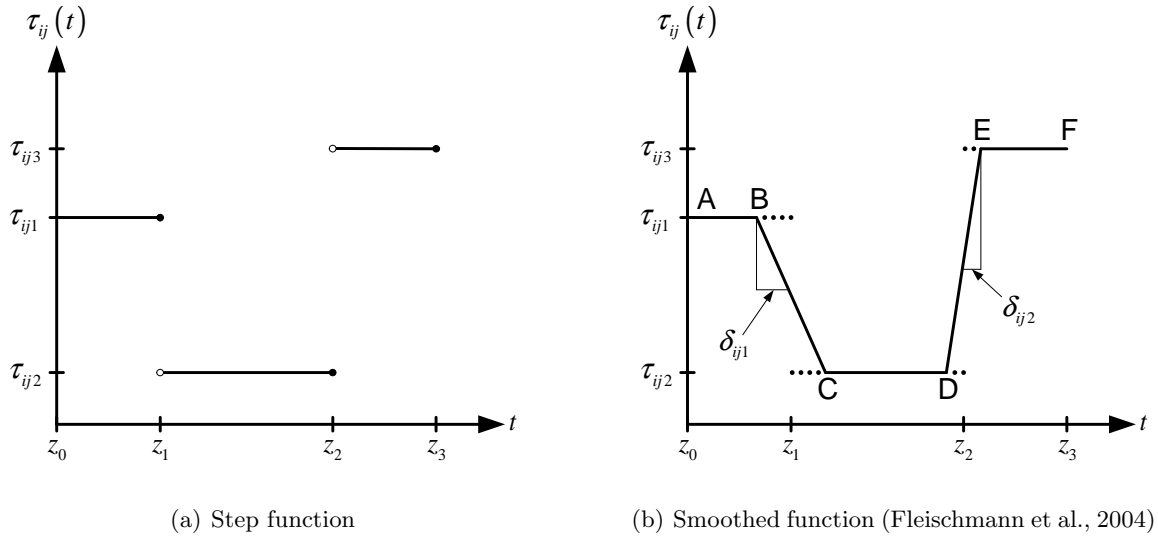 τij (t)
τij3
τij1
τij2
z0 z1 z2 z3 t
(a) Step function
τij (t)
τij3
τij1
τij2
A B C D E F
δij1
δij2
z0 z1 z2 z3 t
(b) Smoothed function (Fleischmann et al., 2004)